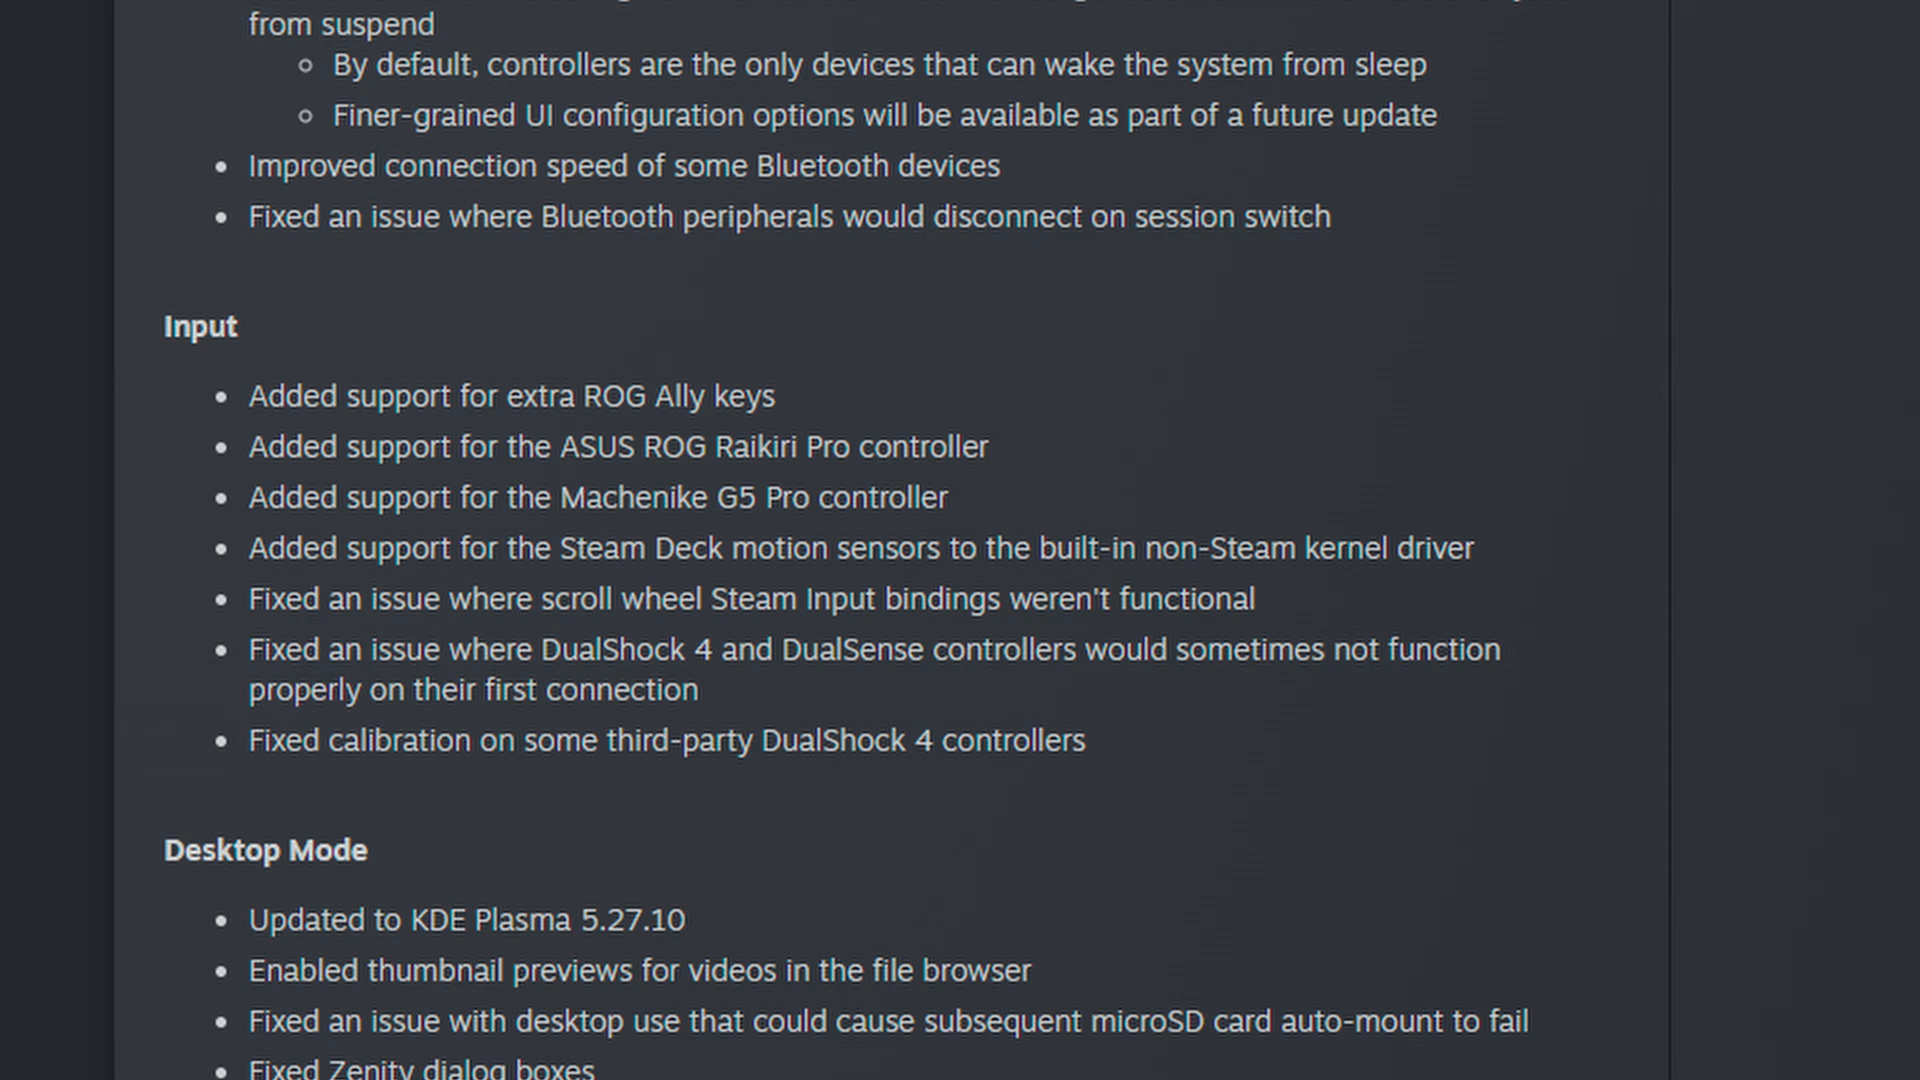 from suspend
By default, controllers are the only devices that can wake the system from sleep
Finer-grained UI configuration options will be available as part of a future update
Improved connection speed of some Bluetooth devices
Fixed an issue where Bluetooth peripherals would disconnect on session switch
Input
Added support for extra ROG Ally keys
Added support for the ASUS ROG Raikiri Pro controller
Added support for the Machenike G5 Pro controller
Added support for the Steam Deck motion sensors to the built-in non-Steam kernel driver
Fixed an issue where scroll wheel Steam Input bindings weren't functional
Fixed an issue where DualShock 4 and DualSense controllers would sometimes not function
properly on their first connection
Fixed calibration on some third-party DualShock 4 controllers
Desktop Mode
Updated to KDE Plasma 5.27.10
Enabled thumbnail previews for videos in the file browser
Fixed an issue with desktop use that could cause subsequent microSD card auto-mount to fail
Fixed Zenity dialog boxes